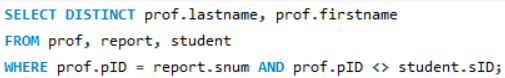 SELECT DISTINCT prof.lastname, prof.firstname
FROM prof, report, student
WHERE prof.pID = report.snum AND prof.pID <> student.sID;